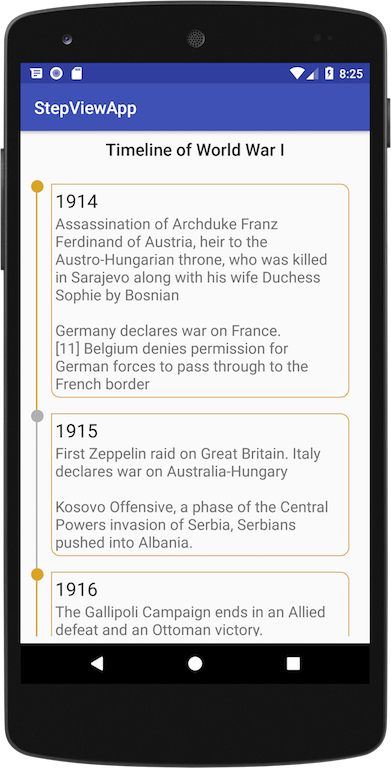 8:25
StepViewApp
Timeline of World War I
1914
Assassination of Archduke Franz
Ferdinand of Austria, heir to the
Austro-Hungarian throne, who was killed
in Sarajevo along with his wife Duchess
Sophie by Bosnian
Germany declares war on France.
[11] Belgium denies permission for
German forces to pass through to the
French border
1915
First Zeppelin raid on Great Britain. Italy
declares war on Australia-Hungary
Kosovo Offensive, a phase of the Central
Powers invasion of Serbia, Serbians
pushed into Albania.
1916
The Gallipoli Campaign ends in an Allied
defeat and an Ottoman victory.